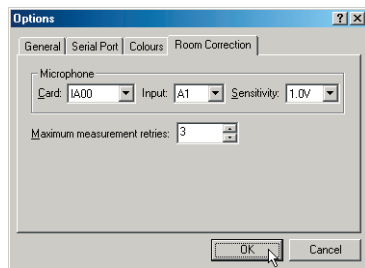 Options
General Serial Port Colours Room Correction
Microphone
Card: IA00 Input: A1 Sensitivity: 1.0V
Maximum measurement retries: 3
OK Cancel